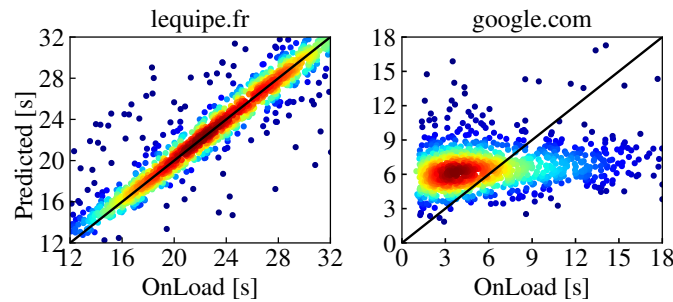 lequipe.fr
Predicted [s]
32
28
24
20
16
12
12 16 20 24 28 32
OnLoad [s]
google.com
18
15
12
9
6
3
0
0 3 6 9 12 15 18
OnLoad [s]